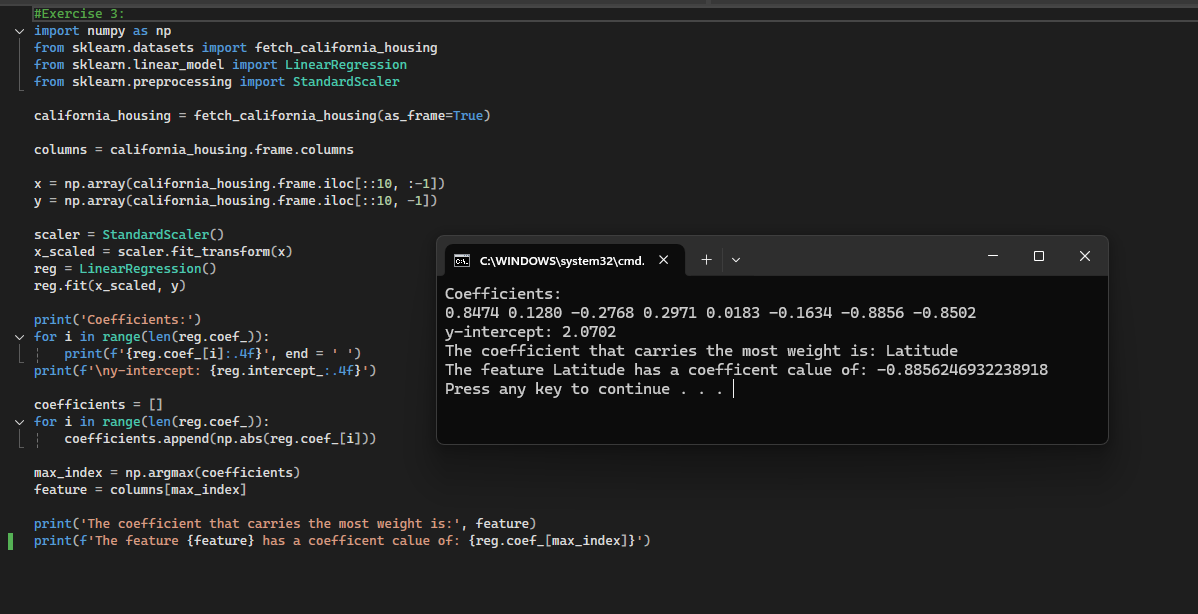 #Exercise 3:
import numpy as np
from sklearn.datasets import fetch_california_housing
from sklearn.linear_model import LinearRegression
from sklearn.preprocessing import StandardScaler
california_housing = fetch_california_housing(as_frame=True)
columns = california_housing.frame.columns
x = np.array(california_housing.frame.iloc[::10, :-1])
y = np.array(california_housing.frame.iloc[::10, -1])
scaler = StandardScaler()
x_scaled = scaler.fit_transform(x)
reg = LinearRegression()
reg.fit(x_scaled, y)
print('Coefficients:')
for i in range(len(reg.coef_)):
    print(f'{reg.coef_[i]:.4f}', end = ' ')
print(f'\ny-intercept: {reg.intercept_:.4f}')
coefficients = []
for i in range(len(reg.coef_)):
    coefficients.append(np.abs(reg.coef_[i]))
max_index = np.argmax(coefficients)
feature = columns[max_index]
print('The coefficient that carries the most weight is:', feature)
print(f'The feature {feature} has a coefficent calue of: {reg.coef_[max_index]}')
C:\WINDOWS\system32\cmd.
Coefficients:
0.8474 0.1280 -0.2768 0.2971 0.0183 -0.1634 -0.8856 -0.8502
y-intercept: 2.0702
The coefficient that carries the most weight is: Latitude
The feature Latitude has a coefficent calue of: -0.8856246932238918
Press any key to continue . . .